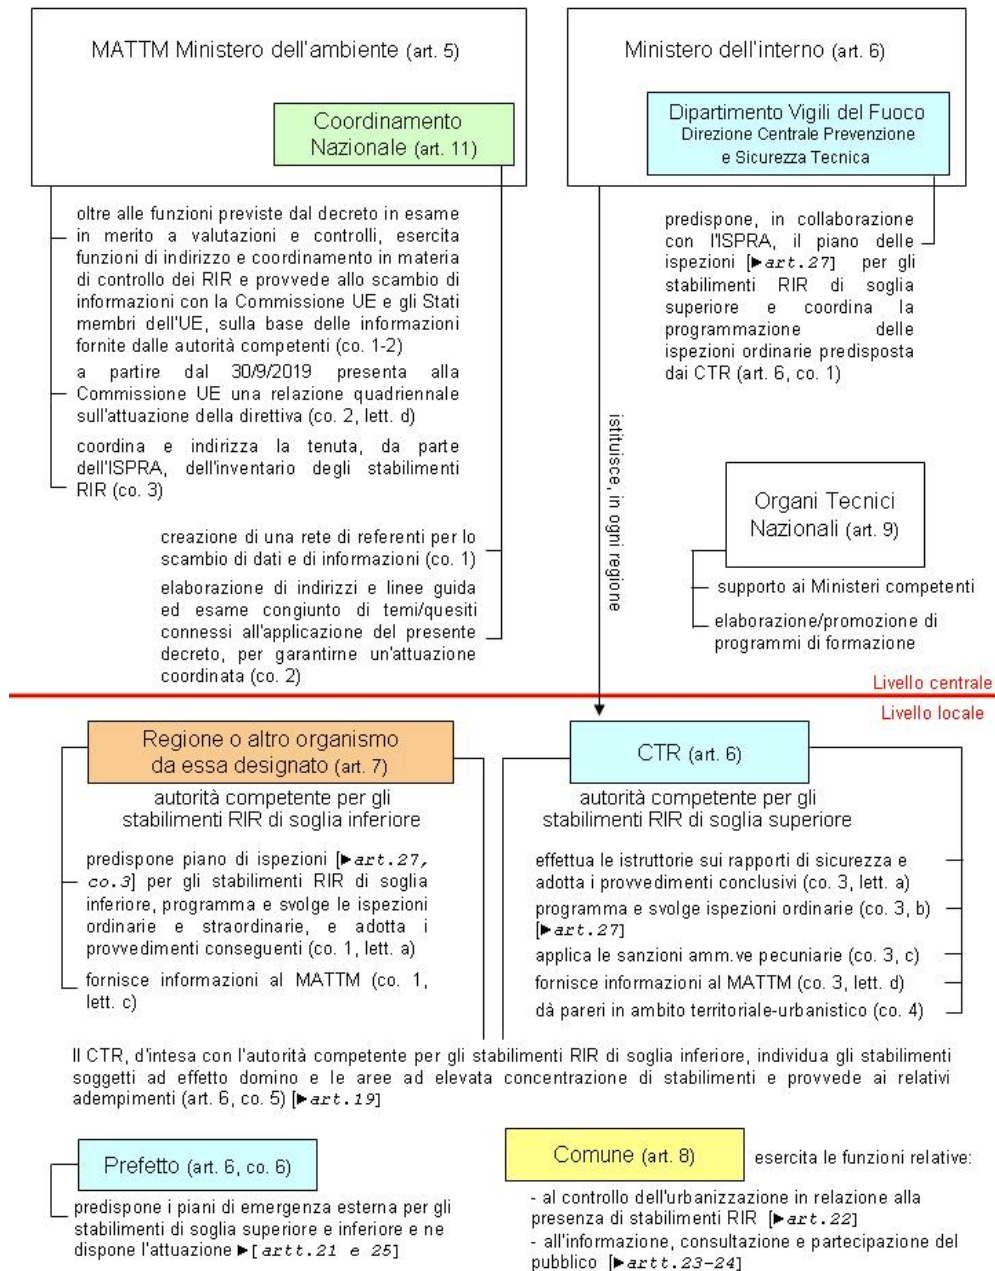 MATTM Ministero dell'ambiente (art. 5)
Coordinamento
Nazionale (art. 11)
oltre alle funzioni previste dal decreto in esame
in merito a valutazioni e controlli, esercita
funzioni di indirizzo e coordinamento in materia
di controllo dei RIR e provvede allo scambio di
informazioni con la Commissione UE e gli Stati
membri dell'UE, sulla base delle informazioni
fornite dalle autorità competenti (co. 1-2)
a partire dal 30/9/2019 presenta alla
Commissione UE una relazione quadriennale
sull'attuazione della direttiva (co. 2, lett. d)
coordina e indirizza la tenuta, da parte
dell'ISPRA, dell'inventario degli stabilimenti
RIR (co. 3)
creazione di una rete di referenti per lo
scambio di dati e di informazioni (co. 1)
elaborazione di indirizzi e linee guida
ed esame congiunto di temi/quesiti
connessi all'applicazione del presente
decreto, per garantirne un'attuazione
coordinata (co. 2)
Ministero dell'interno (art. 6)
Dipartimento Vigili del Fuoco
Direzione Centrale Prevenzione
e Sicurezza Tecnica
predispone, in collaborazione
con l'ISPRA, il piano delle
ispezioni [►art.27] per gli
stabilimenti RIR di soglia
superiore e coordina la
programmazione delle
ispezioni ordinarie predisposta
dai CTR (art. 6, co. 1)
istituisce, in ogni regione
Organi Tecnici
Nazionali (art. 9)
supporto ai Ministeri competenti
elaborazione/promozione di
programmi di formazione
Livello centrale
Livello locale
Regione o altro organismo
da essa designato (art. 7)
autorità competente per gli
stabilimenti RIR di soglia inferiore
predispone piano di ispezioni [►art.27,
co.3] per gli stabilimenti RIR di soglia
inferiore, programma e svolge le ispezioni
ordinarie e straordinarie, e adotta i
provvedimenti conseguenti (co. 1, lett. a)
fornisce informazioni al MATTM (co. 1,
lett. c)
CTR (art. 6)
autorità competente per gli
stabilimenti RIR di soglia superiore
effettua le istruttorie sui rapporti di sicurezza e
adotta i provvedimenti conclusivi (co. 3, lett. a)
programma e svolge ispezioni ordinarie (co. 3, b)
[►art.27]
applica le sanzioni amm.ve pecuniarie (co. 3, c)
fornisce informazioni al MATTM (co. 3, lett. d)
dà pareri in ambito territoriale-urbanistico (co. 4)
Il CTR, d'intesa con l'autorità competente per gli stabilimenti RIR di soglia inferiore, individua gli stabilimenti
soggetti ad effetto domino e le aree ad elevata concentrazione di stabilimenti e provvede ai relativi
adempimenti (art. 6, co. 5) [►art.19]
Prefetto (art. 6, co. 6)
predispone i piani di emergenza esterna per gli
stabilimenti di soglia superiore e inferiore e ne
dispone l'attuazione ►[artt.21 e 25]
Comune (art. 8)
esercita le funzioni relative:
- al controllo dell'urbanizzazione in relazione alla
presenza di stabilimenti RIR [►art.22]
- all'informazione, consultazione e partecipazione del
pubblico [►artt.23-24]